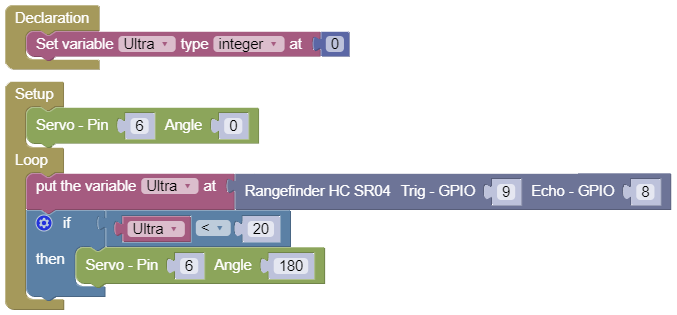 Declaration
Set variable Ultra type integer at 0
Setup
Servo - Pin 6 Angle 0
Loop
put the variable Ultra at Rangefinder HC SR04 Trig - GPIO 9 Echo - GPIO 8
if Ultra < 20
then Servo - Pin 6 Angle 180